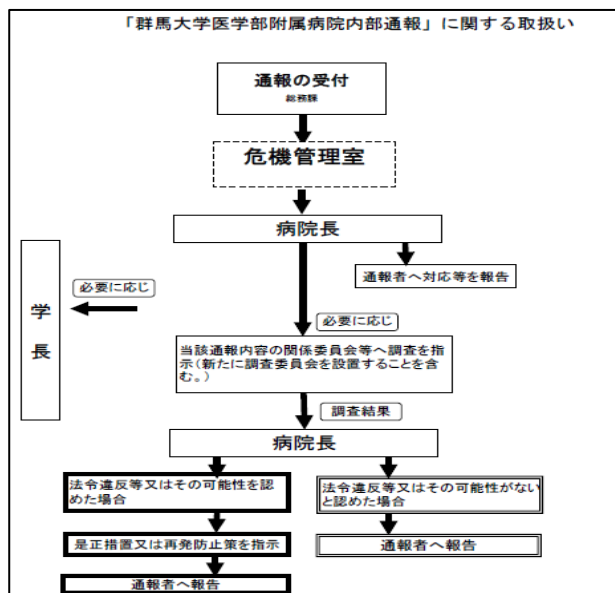 「群馬大学医学部附属病院内部通報」に関する取扱い
通報の受付
総務課
危機管理室
病院長
通報者へ対応等を報告
必要に応じ
学
長
必要に応じ
当該通報内容の関係委員会等へ調査を指
示(新たに調査委員会を設置することを含
む。)
調査結果
病院長
法令違反等又はその可能性を認
めた場合
是正措置又は再発防止策を指示
通報者へ報告
法令違反等又はその可能性がない
と認めた場合
通報者へ報告